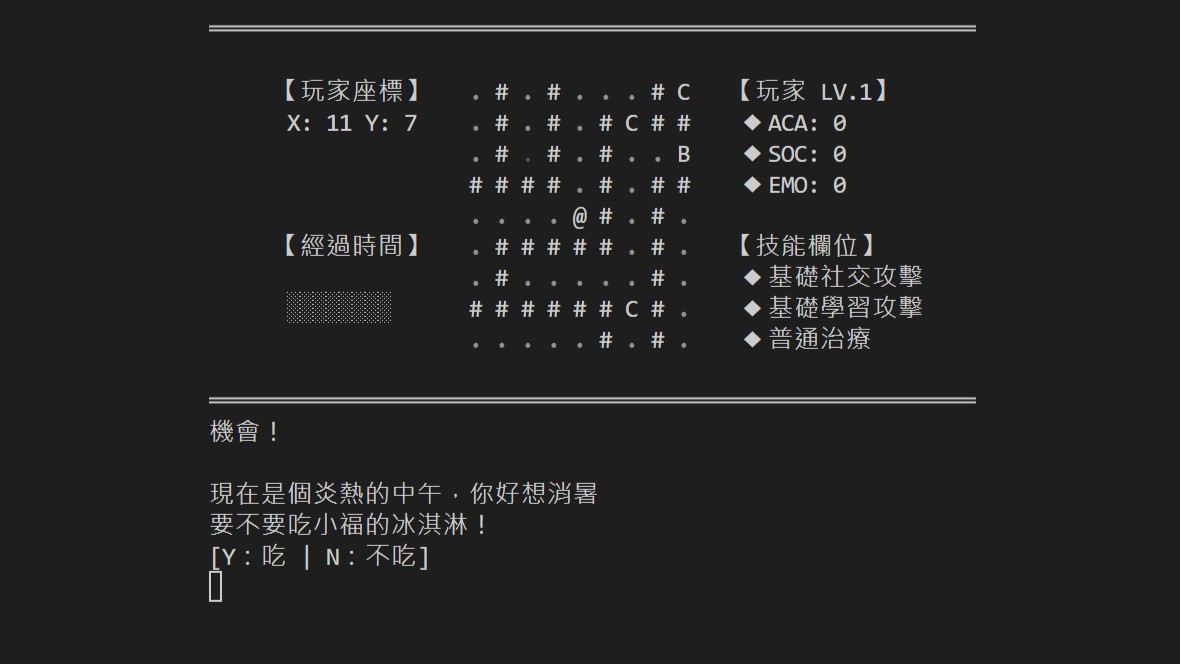 【玩家座標】 . # . # . . . # C 【玩家 LV.1】
X: 11 Y: 7 . # . # . # C # # ◆ ACA: 0
. # . # . # . . B ◆ SOC: 0
# # # # . # . # # ◆ EMO: 0
. . . . @ # . # .
【經過時間】 . # # # # # . # . 【技能欄位】
. # . . . . . # . ◆ 基礎社交攻擊
# # # # # # C # . ◆ 基礎學習攻擊
. . . . . # . # . ◆ 普通治療
機會！
現在是個炎熱的中午，你好想消暑
要不要吃小福的冰淇淋！
[Y：吃 | N：不吃]